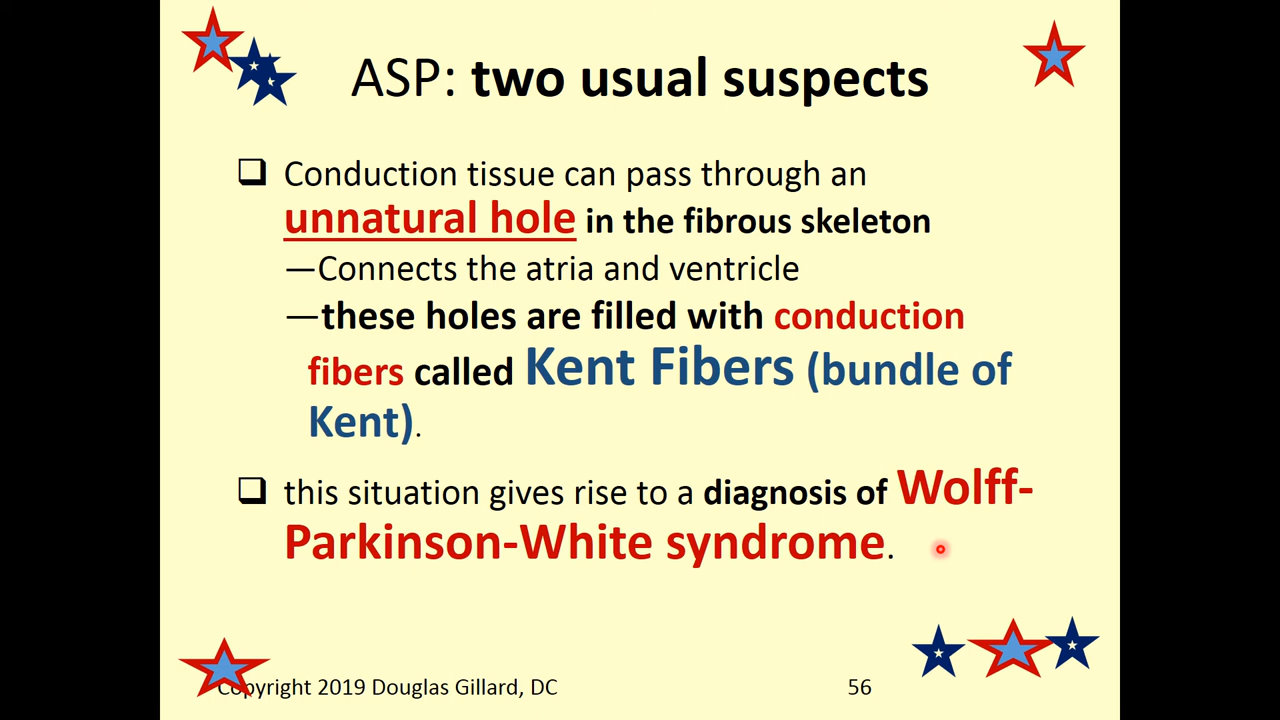 ASP: two usual suspects
❑ Conduction tissue can pass through an
unnatural hole in the fibrous skeleton
—Connects the atria and ventricle
—these holes are filled with conduction
fibers called Kent Fibers (bundle of
Kent).
❑ this situation gives rise to a diagnosis of Wolff-
Parkinson-White syndrome.
Copyright 2019 Douglas Gillard, DC
56